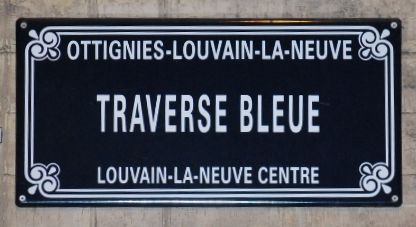 OTTIGNIES-LOUVAIN-LA-NEUVE
TRAVERSE BLEUE
LOUVAIN-LA-NEUVE CENTRE